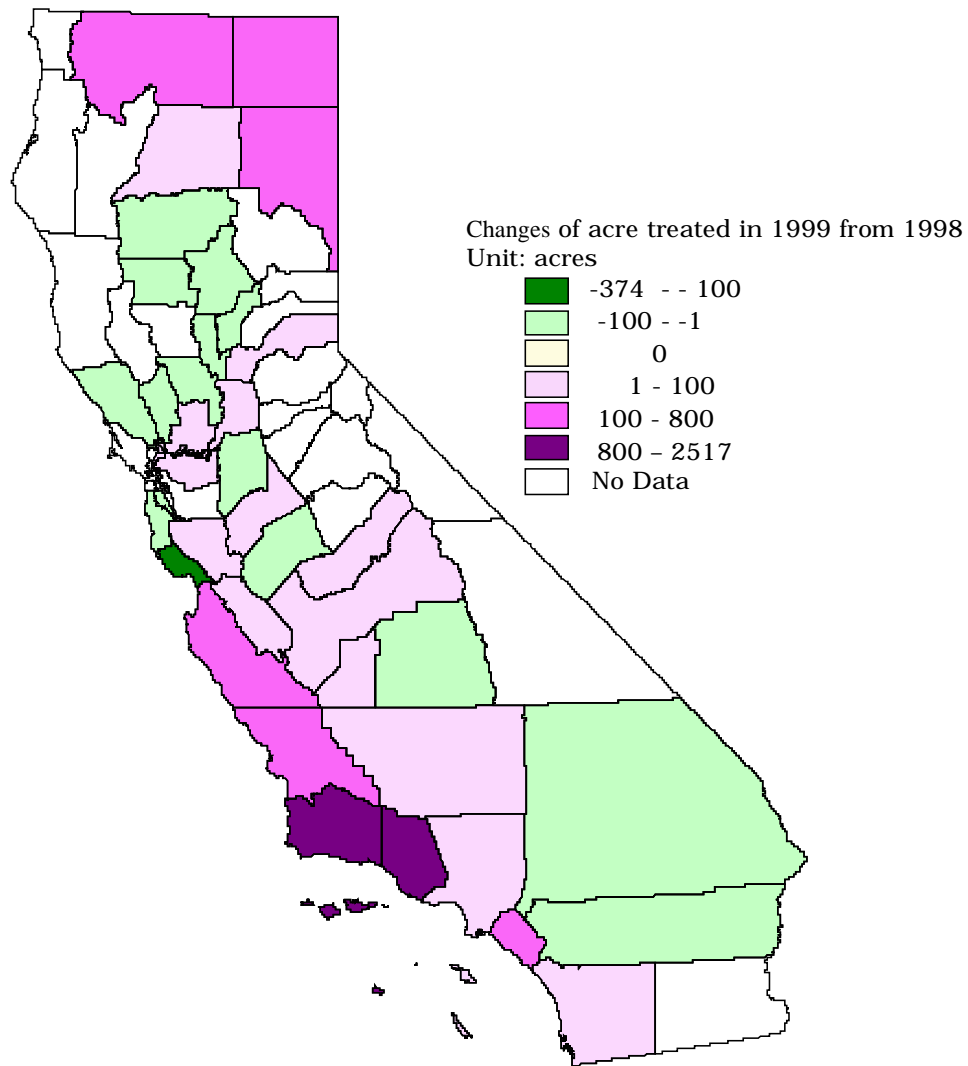 Changes of acre treated in 1999 from 1998
Unit: acres
-374 - - 100
-100 - -1
0
1 - 100
100 - 800
800 – 2517
No Data